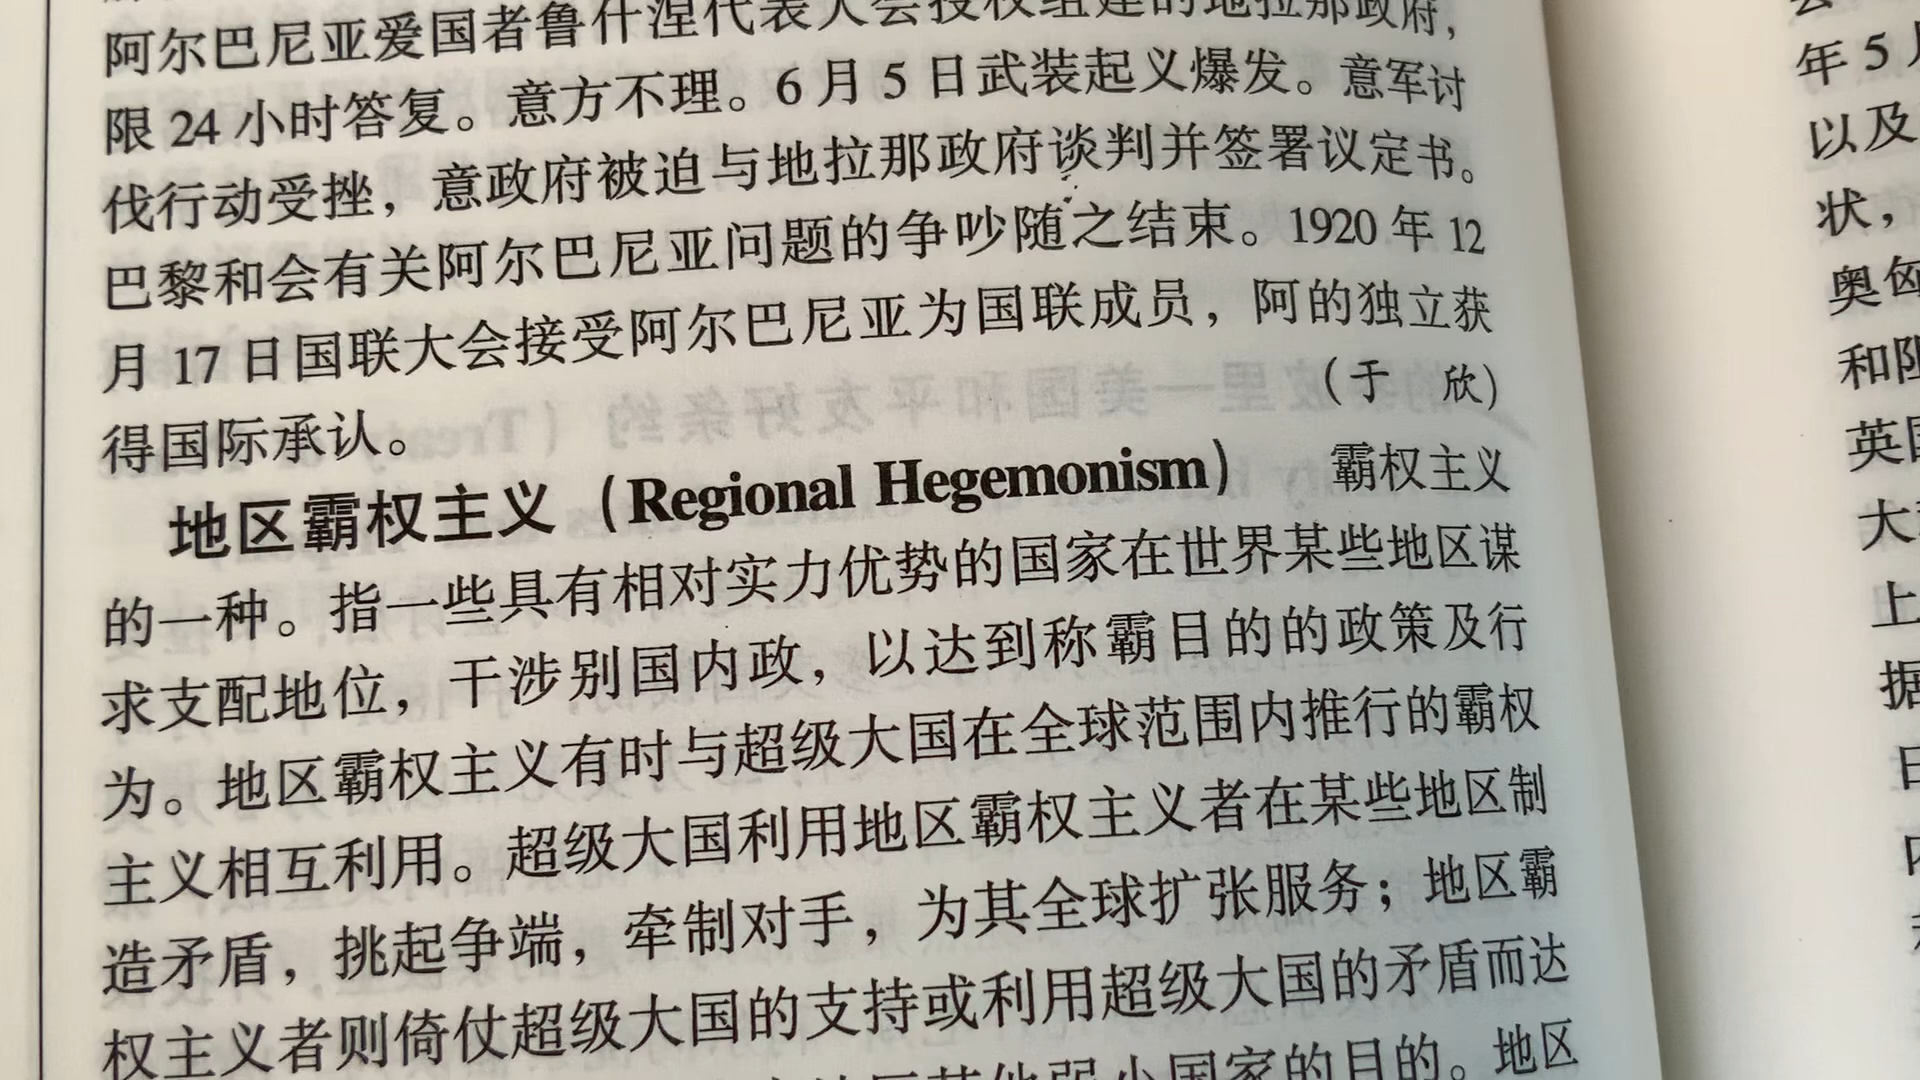 阿尔巴尼亚爱国者鲁什涅代表大会授权组建的地拉那政府，
限 24 小时答复。意方不理。6 月 5 日武装起义爆发。意军讨
伐行动受挫，意政府被迫与地拉那政府谈判并签署议定书。
巴黎和会有关阿尔巴尼亚问题的争吵随之结束。1920 年 12
月 17 日国联大会接受阿尔巴尼亚为国联成员，阿的独立获
得国际承认。 （于　欣）
地区霸权主义（Regional Hegemonism） 霸权主义
的一种。指一些具有相对实力优势的国家在世界某些地区谋
求支配地位，干涉别国内政，以达到称霸目的的政策及行
为。地区霸权主义有时与超级大国在全球范围内推行的霸权
主义相互利用。超级大国利用地区霸权主义者在某些地区制
造矛盾，挑起争端，牵制对手，为其全球扩张服务；地区霸
权主义者则倚仗超级大国的支持或利用超级大国的矛盾而达
弱小国家的目的。地区
年 5
以及
状，
奥匈
和
英国
大
上
据